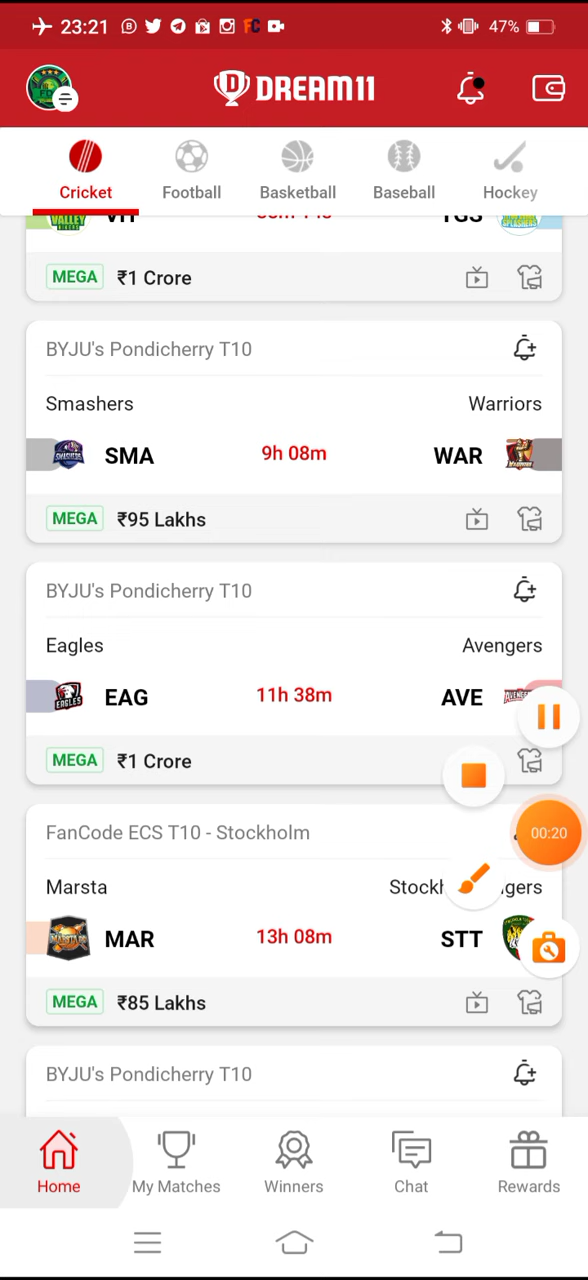 23:21
47%
DREAM11
Cricket Football Basketball Baseball Hockey
MEGA ₹1 Crore
BYJU's Pondicherry T10
Smashers Warriors
SMA 9h 08m WAR
MEGA ₹95 Lakhs
BYJU's Pondicherry T10
Eagles Avengers
EAG 11h 38m AVE
MEGA ₹1 Crore
00:20
FanCode ECS T10 - Stockholm
Marsta
MAR 13h 08m STT
MEGA ₹85 Lakhs
BYJU's Pondicherry T10
Home My Matches Winners Chat Rewards